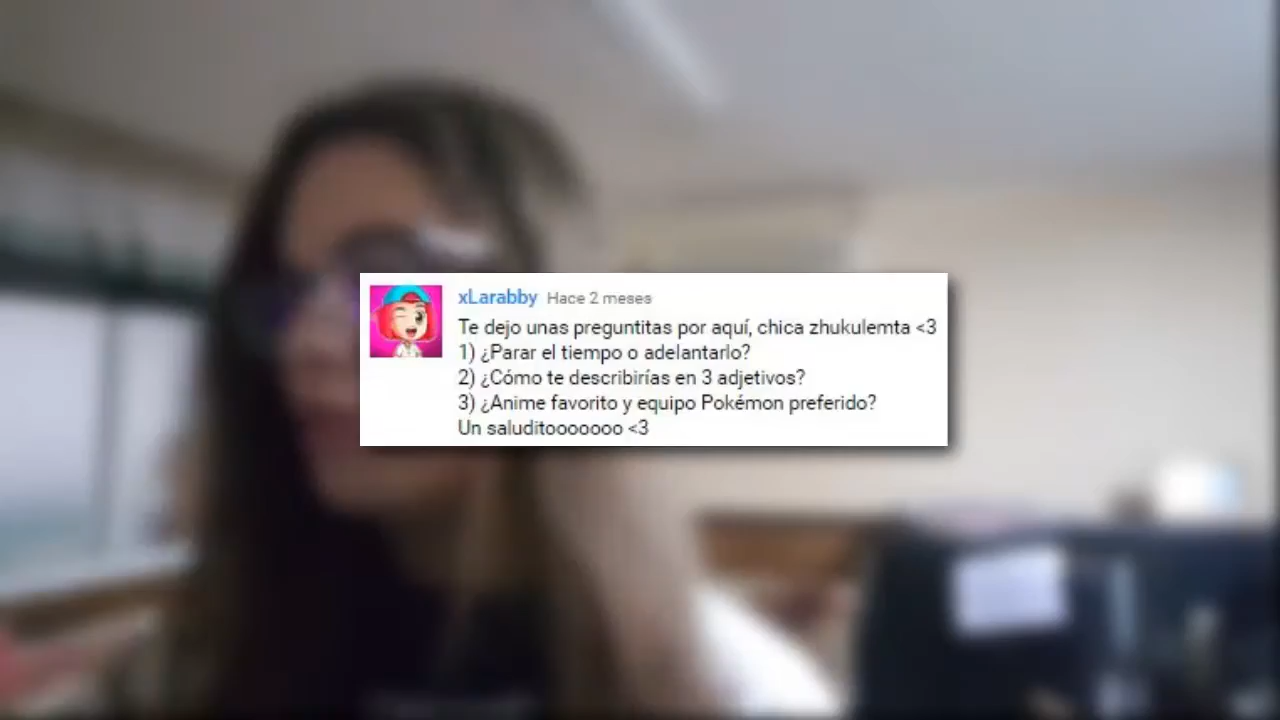 xLarabby Hace 2 meses
Te dejo unas preguntitas por aquí, chica zhukulemta <3
1) ¿Parar el tiempo o adelantarlo?
2) ¿Cómo te describirías en 3 adjetivos?
3) ¿Anime favorito y equipo Pokémon preferido?
Un saluditooooooo <3